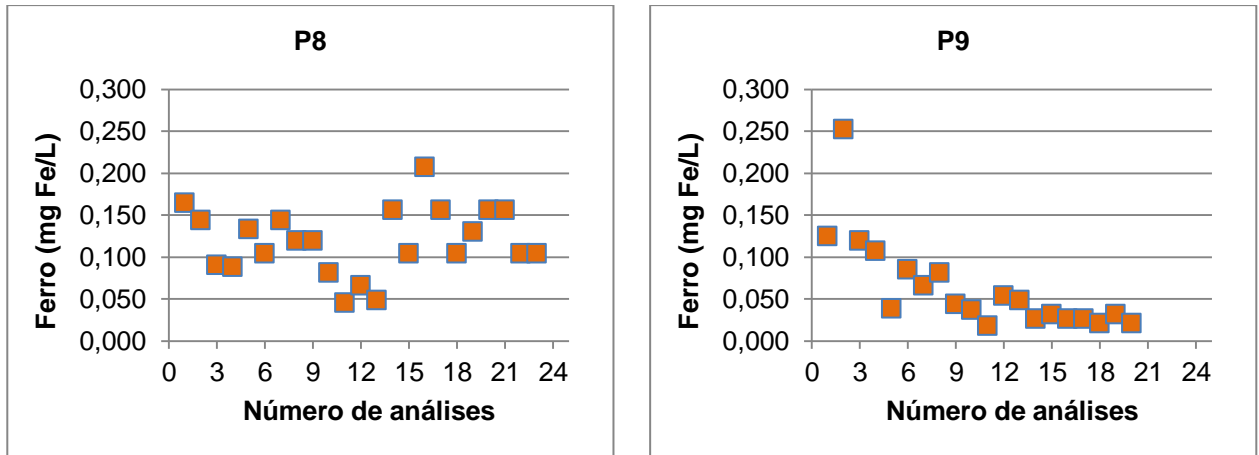 P8
0,300
0,250
0,200
0,150
0,100
0,050
0,000
0 3 6 9 12 15 18 21 24
Ferro (mg Fe/L)
Número de análises
P9
0,300
0,250
0,200
0,150
0,100
0,050
0,000
0 3 6 9 12 15 18 21 24
Ferro (mg Fe/L)
Número de análises